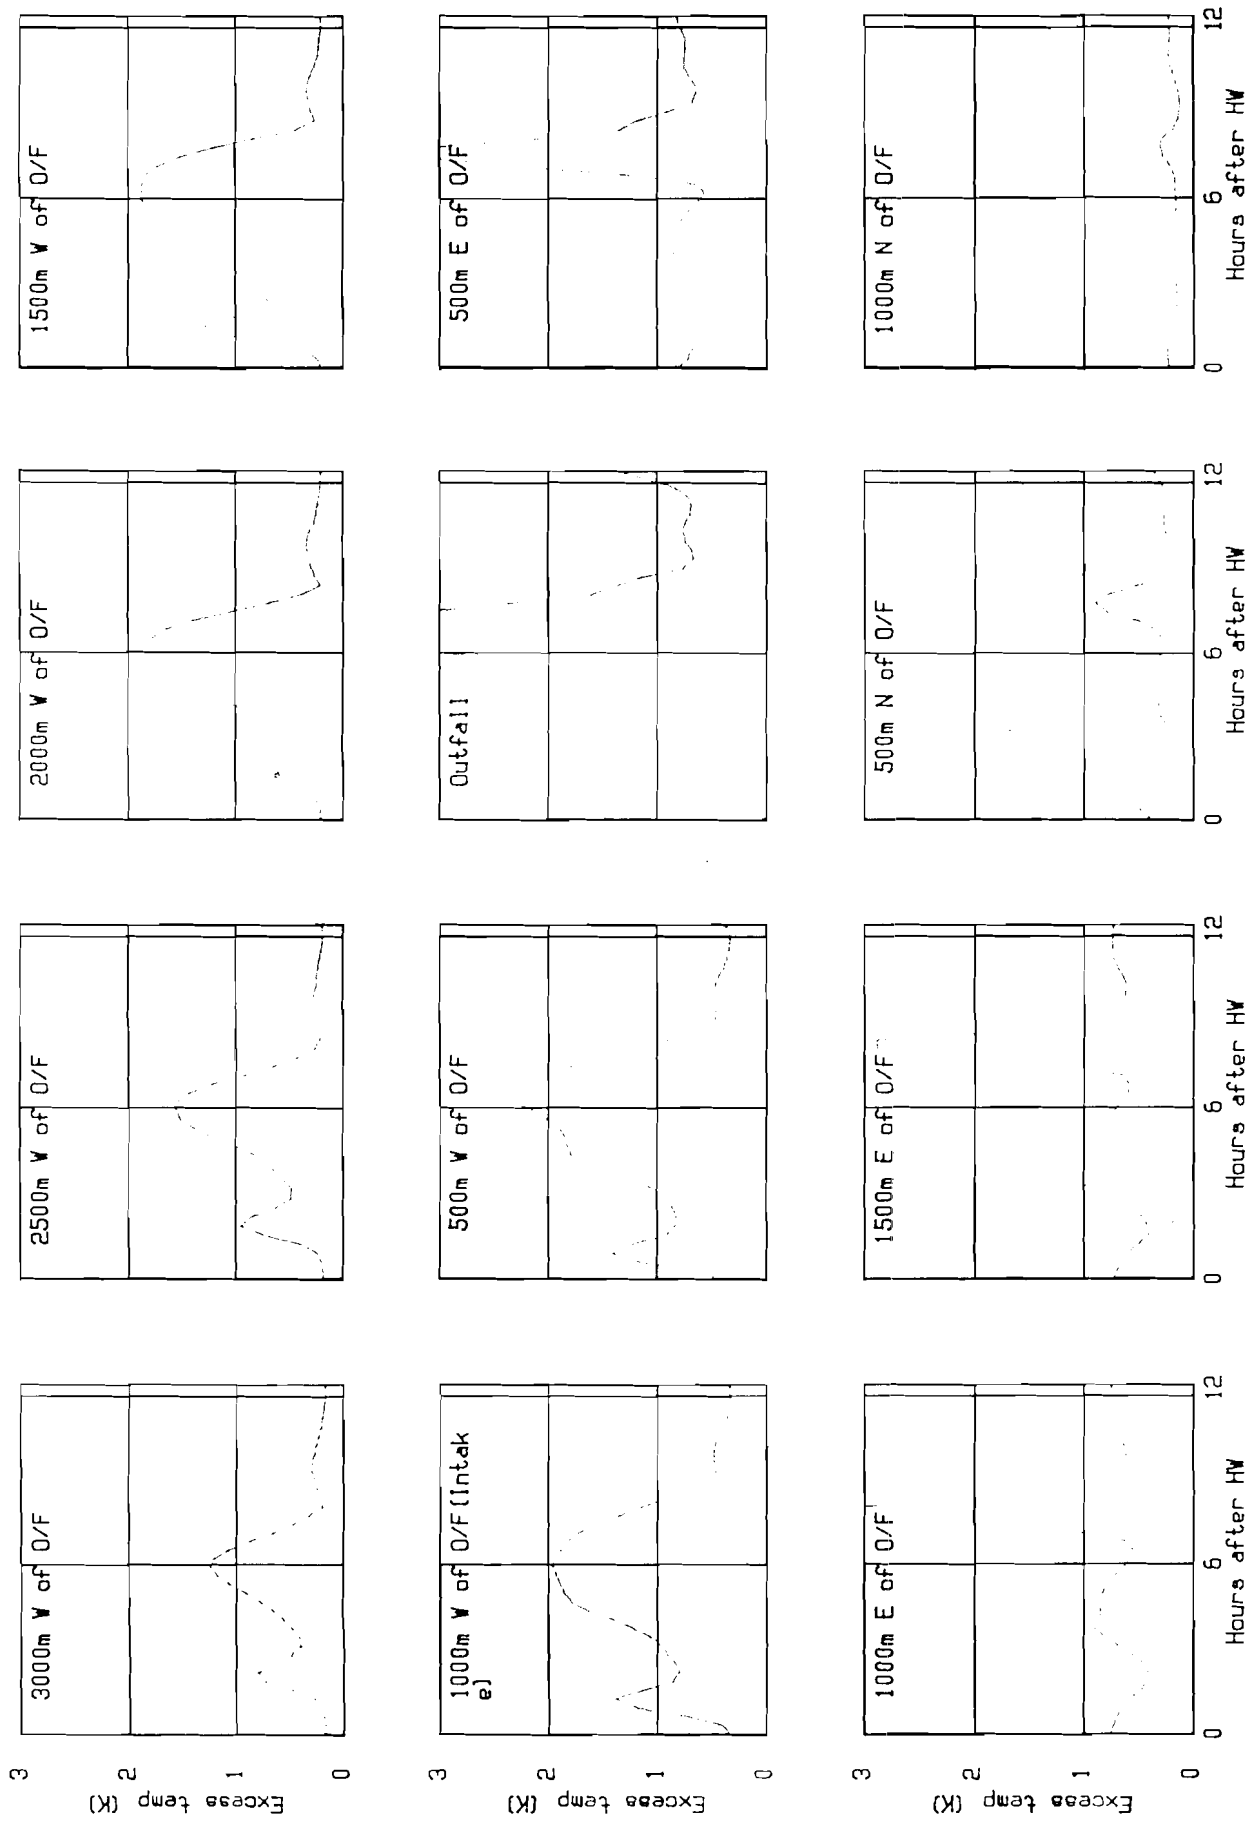 3000m W of O/F
2500m W of O/F
2000m W of O/F
1500m W of O/F
3
2
1
0
Excess temp (K)
1000m W of O/F (Intak
e)
500m W of O/F
Outfall
500m E of O/F
3
2
1
0
Excess temp (K)
1000m E of O/F
1500m E of O/F
500m N of O/F
1000m N of O/F
3
2
1
0
Excess temp (K)
0 6 12
Hours after HW
0 6 12
Hours after HW
0 6 12
Hours after HW
0 6 12
Hours after HW